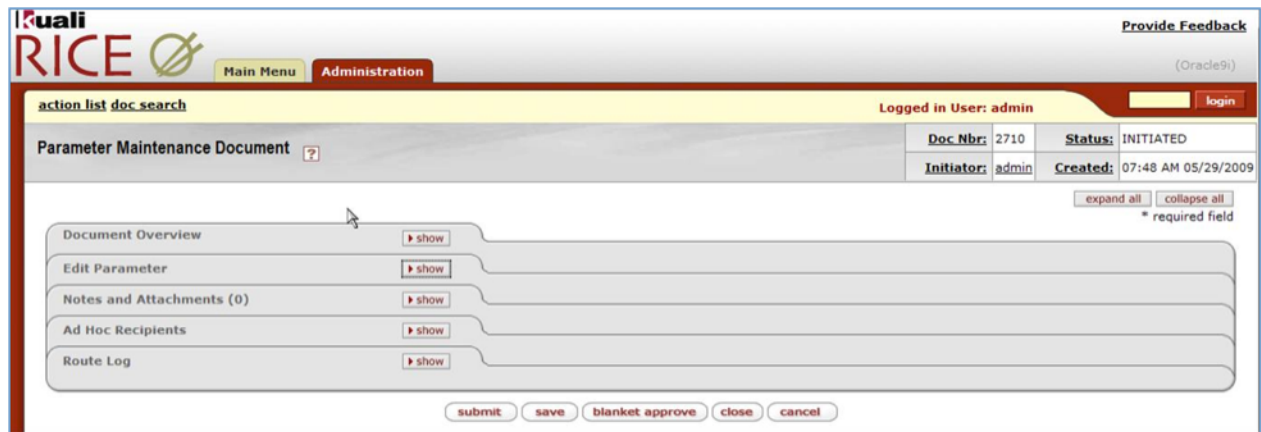 kuali
RICE
Provide Feedback
Main Menu Administration
(Oracle9i)
action list doc search Logged in User: admin login
Parameter Maintenance Document ? Doc Nbr: 2710 Status: INITIATED
Initiator: admin Created: 07:48 AM 05/29/2009
expand all collapse all
* required field
Document Overview show
Edit Parameter show
Notes and Attachments (0) show
Ad Hoc Recipients show
Route Log show
submit save blanket approve close cancel